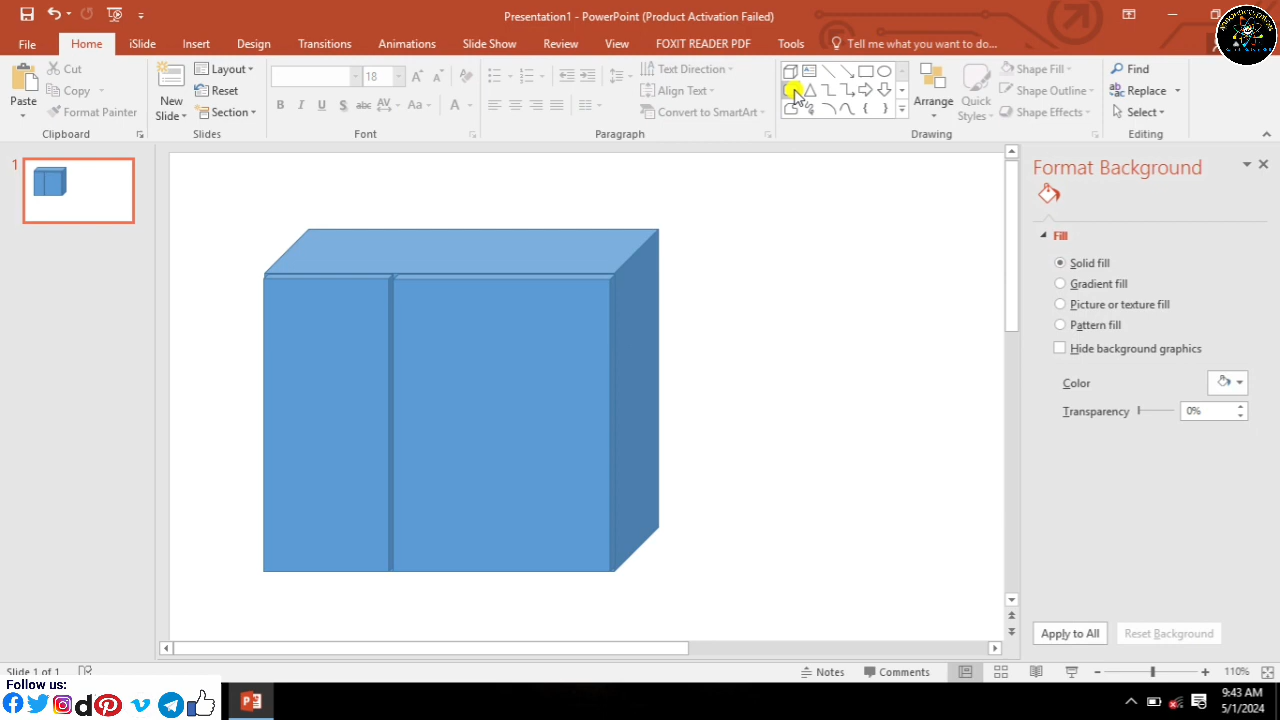 Presentation1 - PowerPoint (Product Activation Failed)
File Home iSlide Insert Design Transitions Animations Slide Show Review View FOXIT READER PDF Tools Tell me what you want to do...
Paste
Cut
Copy
Format Painter
Clipboard
New
Slide
Layout
Reset
Section
Slides
18
B I U S abc AV Aa A
Font
Text Direction
Align Text
Convert to SmartArt
Paragraph
Arrange
Quick
Styles
Shape Fill
Shape Outline
Shape Effects
Drawing
Find
Replace
Select
Editing
1
Format Background
Fill
Solid fill
Gradient fill
Picture or texture fill
Pattern fill
Hide background graphics
Color
Transparency 0%
Apply to All Reset Background
Slide 1 of 1
Notes Comments 110%
Follow us:
9:43 AM
5/1/2024